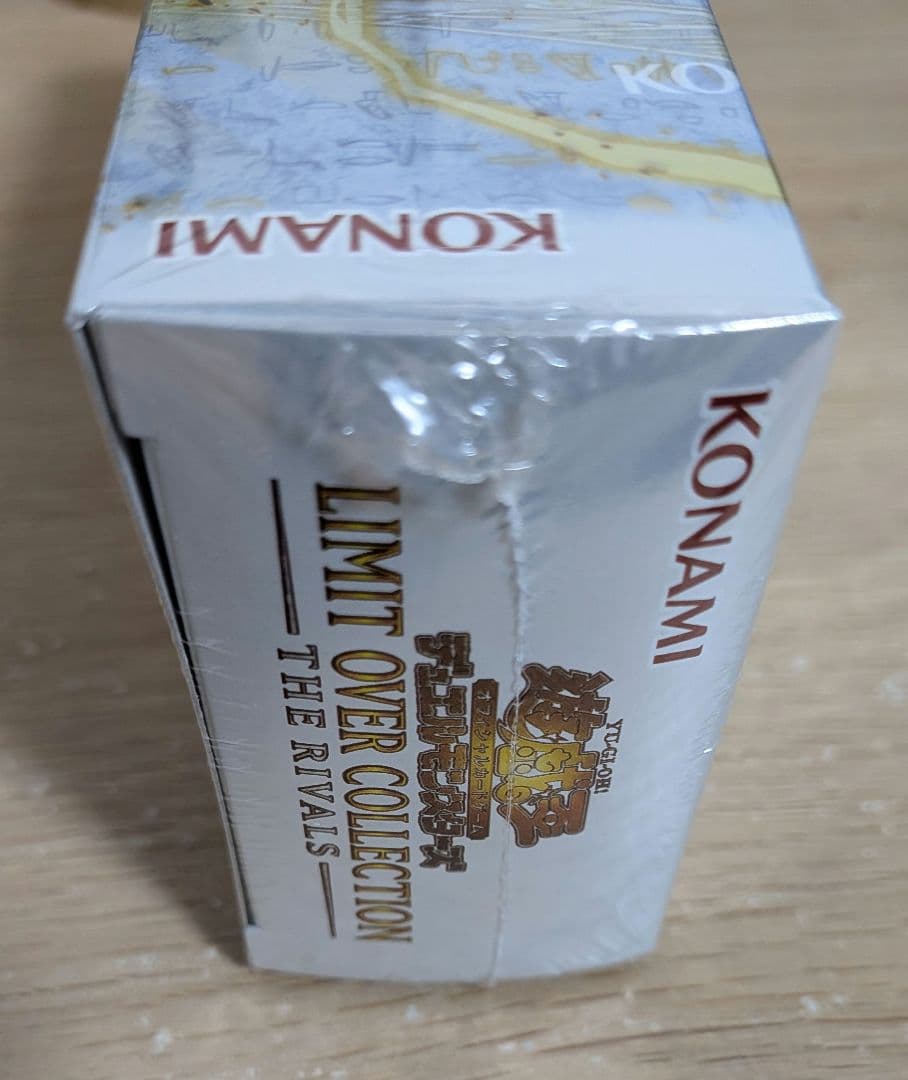 KO
KONAMI
KONAMI
YU-GI-OH!
遊戯王
オフィシャルカードゲーム
デュエルモンスターズ
LIMIT OVER COLLECTION
THE RIVALS